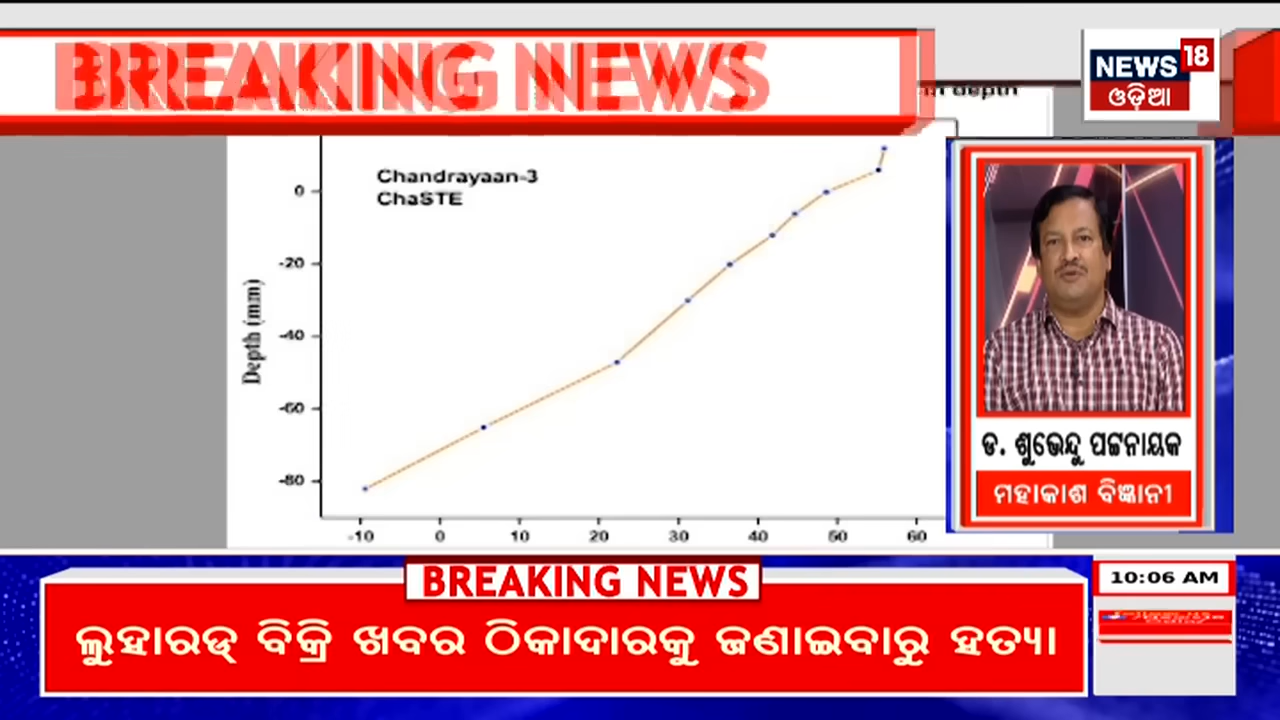 BREAKING NEWS
NEWS 18
ଓଡ଼ିଆ
depth
Chandrayaan-3
ChaSTE
0
-20
-40
-60
-80
Depth (mm)
-10 0 10 20 30 40 50 60
ଡ. ଶୁଭେନ୍ଦୁ ପଟ୍ଟନାୟକ
ମହାକାଶ ବିଜ୍ଞାନୀ
BREAKING NEWS
10:06 AM
ଲୁହାରଡ୍ ବିକ୍ରି ଖବର ଠିକାଦାରକୁ ଜଣାଇବାରୁ ହତ୍ୟା